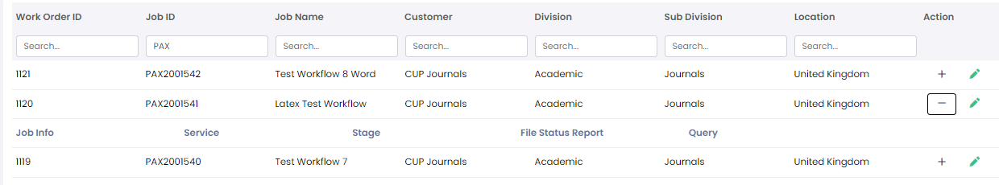 Work Order ID Job ID Job Name Customer Division Sub Division Location Action
Search... PAX Search... Search... Search... Search... Search...
1121 PAX2001542 Test Workflow 8 Word CUP Journals Academic Journals United Kingdom +
1120 PAX2001541 Latex Test Workflow CUP Journals Academic Journals United Kingdom −
Job Info Service Stage File Status Report Query
1119 PAX2001540 Test Workflow 7 CUP Journals Academic Journals United Kingdom +